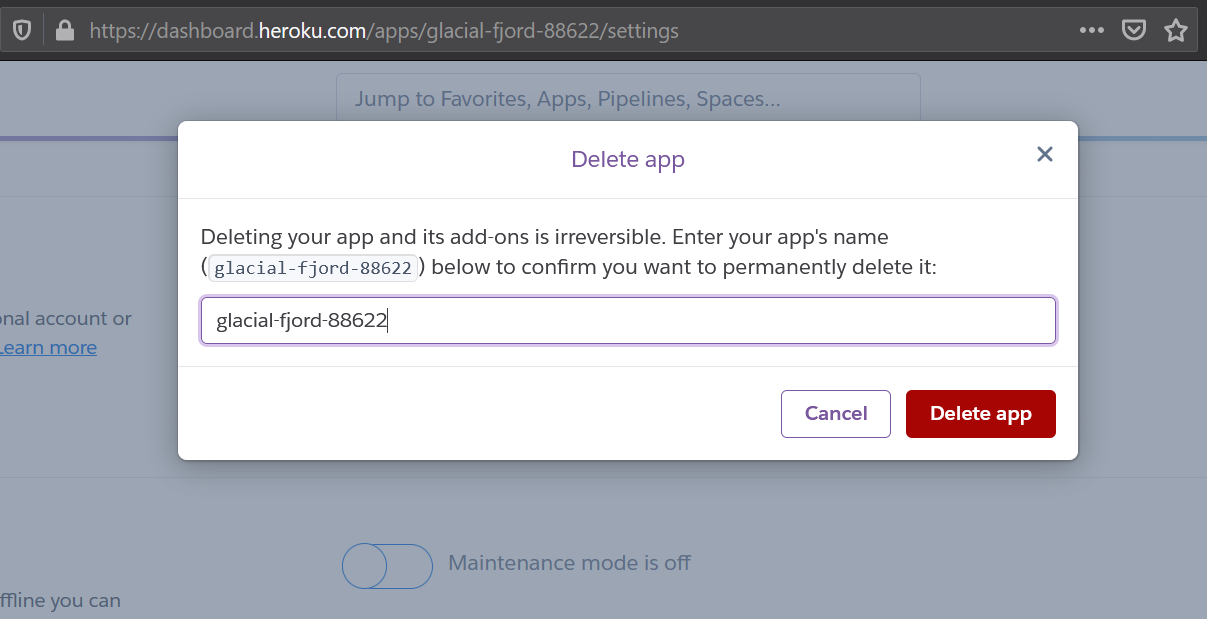 https://dashboard.heroku.com/apps/glacial-fjord-88622/settings
Jump to Favorites, Apps, Pipelines, Spaces...
Delete app
Deleting your app and its add-ons is irreversible. Enter your app's name
(glacial-fjord-88622) below to confirm you want to permanently delete it:
glacial-fjord-88622
onal account or
Learn more
Cancel
Delete app
Maintenance mode is off
ffline you can